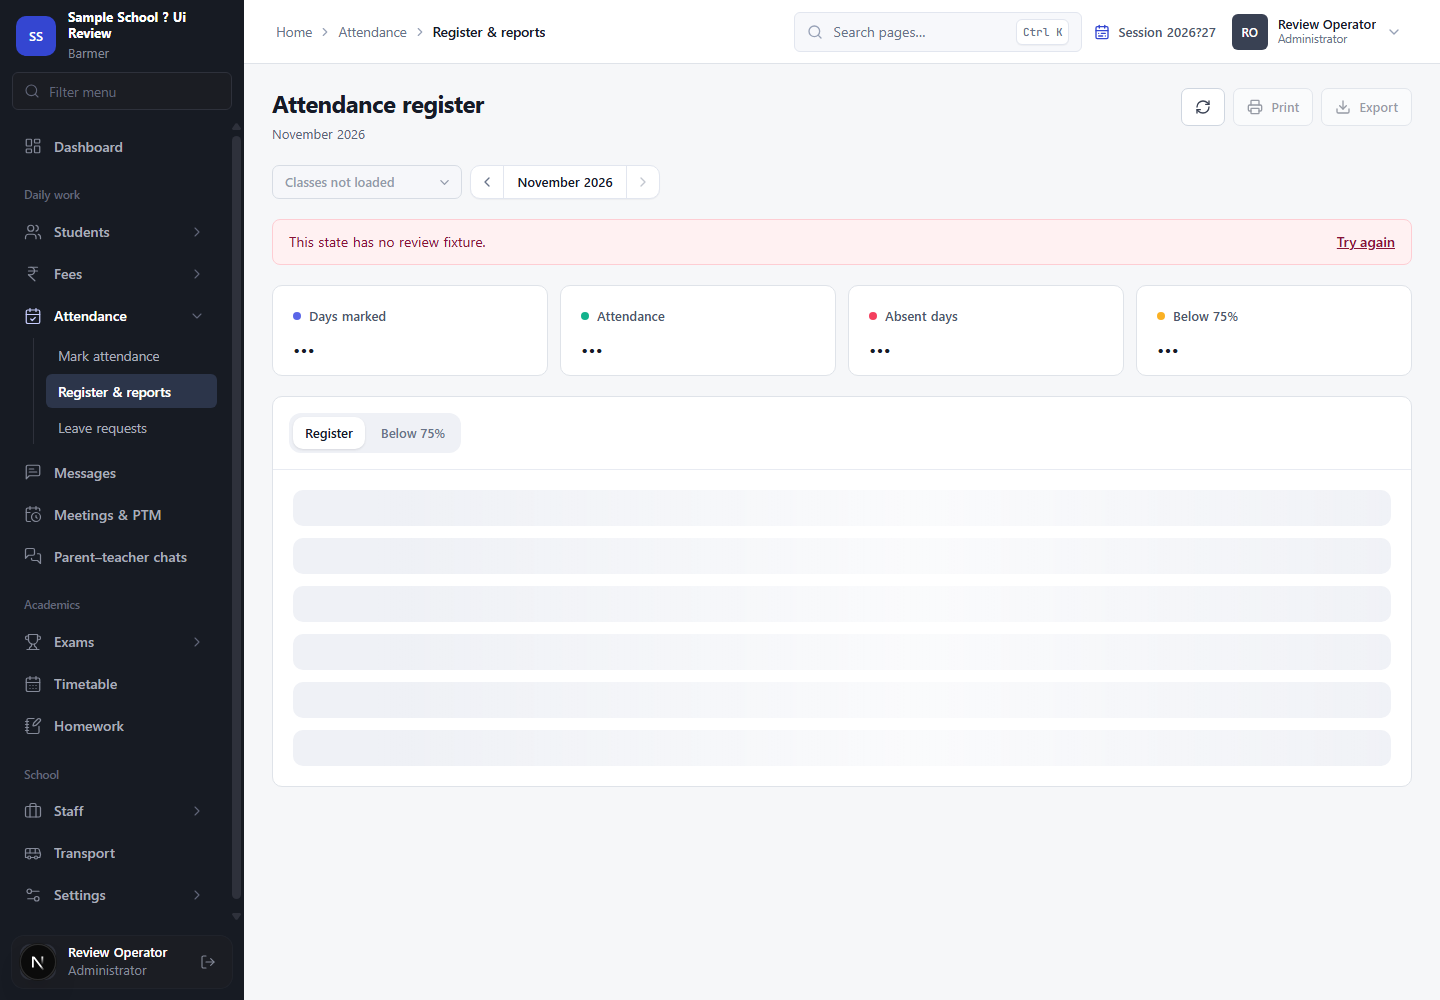 SS
Sample School ? Ui
Review
Barmer
Filter menu
Dashboard
Daily work
Students
Fees
Attendance
Mark attendance
Register & reports
Leave requests
Messages
Meetings & PTM
Parent–teacher chats
Academics
Exams
Timetable
Homework
School
Staff
Transport
Settings
N
Review Operator
Administrator
Home > Attendance > Register & reports
Search pages...
Ctrl K
Session 2026?27
RO
Review Operator
Administrator
Attendance register
November 2026
Print
Export
Classes not loaded
November 2026
This state has no review fixture.
Try again
Days marked
...
Attendance
...
Absent days
...
Below 75%
...
Register
Below 75%